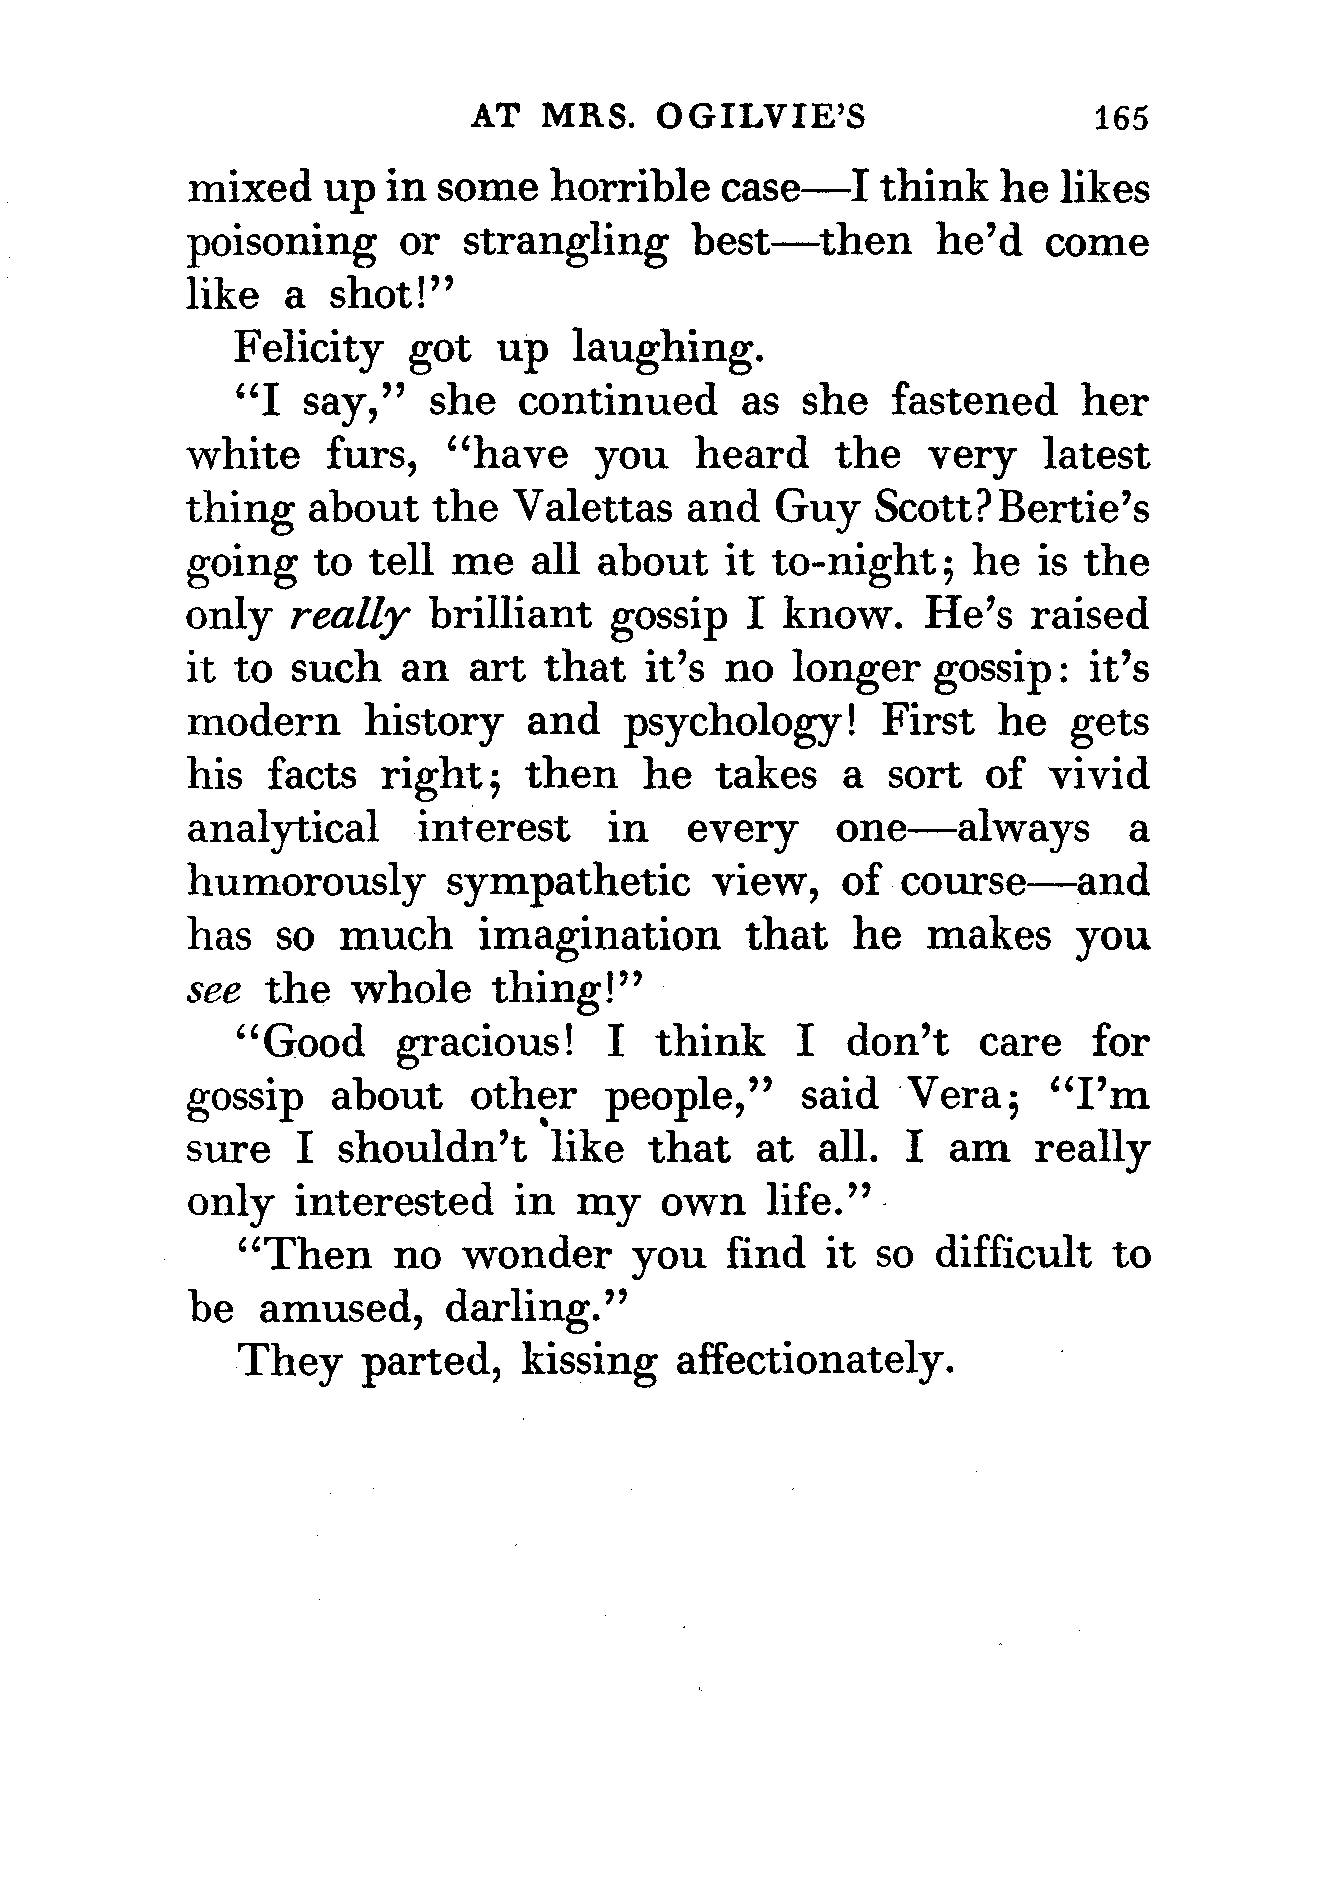 AT MRS. OGILVIE'S 165
mixed up in some horrible case—I think he likes
poisoning or strangling best—then he'd come
like a shot!"
Felicity got up laughing.
"I say," she continued as she fastened her
white furs, "have you heard the very latest
thing about the Valettas and Guy Scott? Bertie's
going to tell me all about it to-night; he is the
only really brilliant gossip I know. He's raised
it to such an art that it's no longer gossip: it's
modern history and psychology! First he gets
his facts right; then he takes a sort of vivid
analytical interest in every one—always a
humorously sympathetic view, of course—and
has so much imagination that he makes you
see the whole thing!"
"Good gracious! I think I don't care for
gossip about other people," said Vera; "I'm
sure I shouldn't like that at all. I am really
only interested in my own life."
"Then no wonder you find it so difficult to
be amused, darling."
They parted, kissing affectionately.